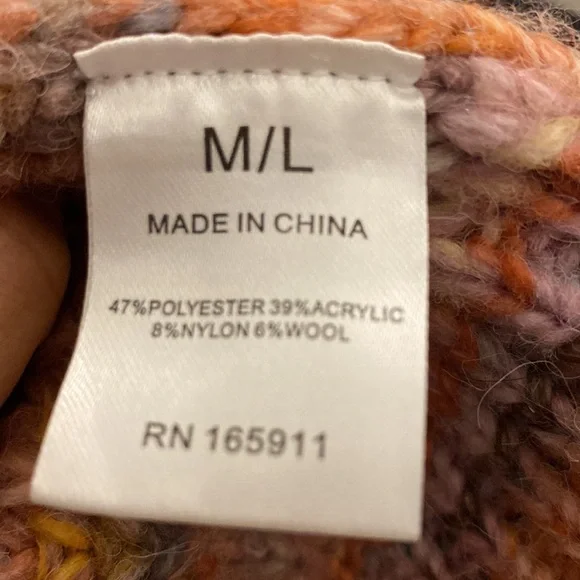 M/L
MADE IN CHINA
47%POLYESTER 39%ACRYLIC
8%NYLON 6%WOOL
RN 165911